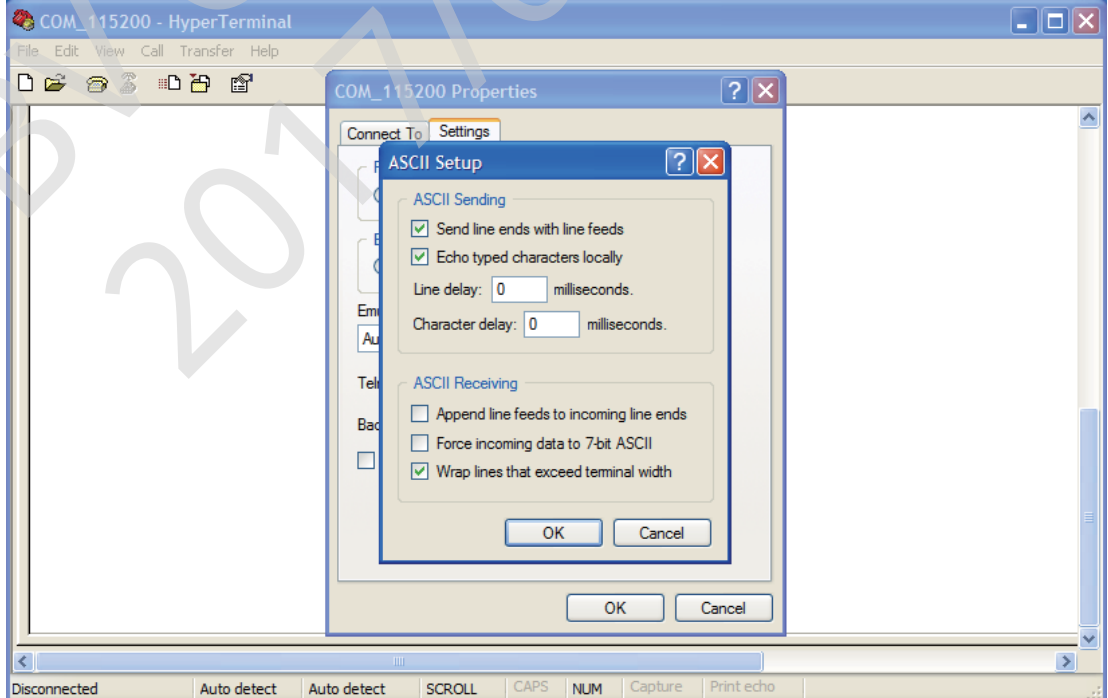 COM_115200 - HyperTerminal
File Edit View Call Transfer Help
COM_115200 Properties
Connect To Settings
ASCII Setup
ASCII Sending
Send line ends with line feeds
Echo typed characters locally
Line delay: 0 milliseconds.
Character delay: 0 milliseconds.
ASCII Receiving
Append line feeds to incoming line ends
Force incoming data to 7-bit ASCII
Wrap lines that exceed terminal width
OK Cancel
OK Cancel
Disconnected Auto detect Auto detect SCROLL CAPS NUM Capture Print echo
2017